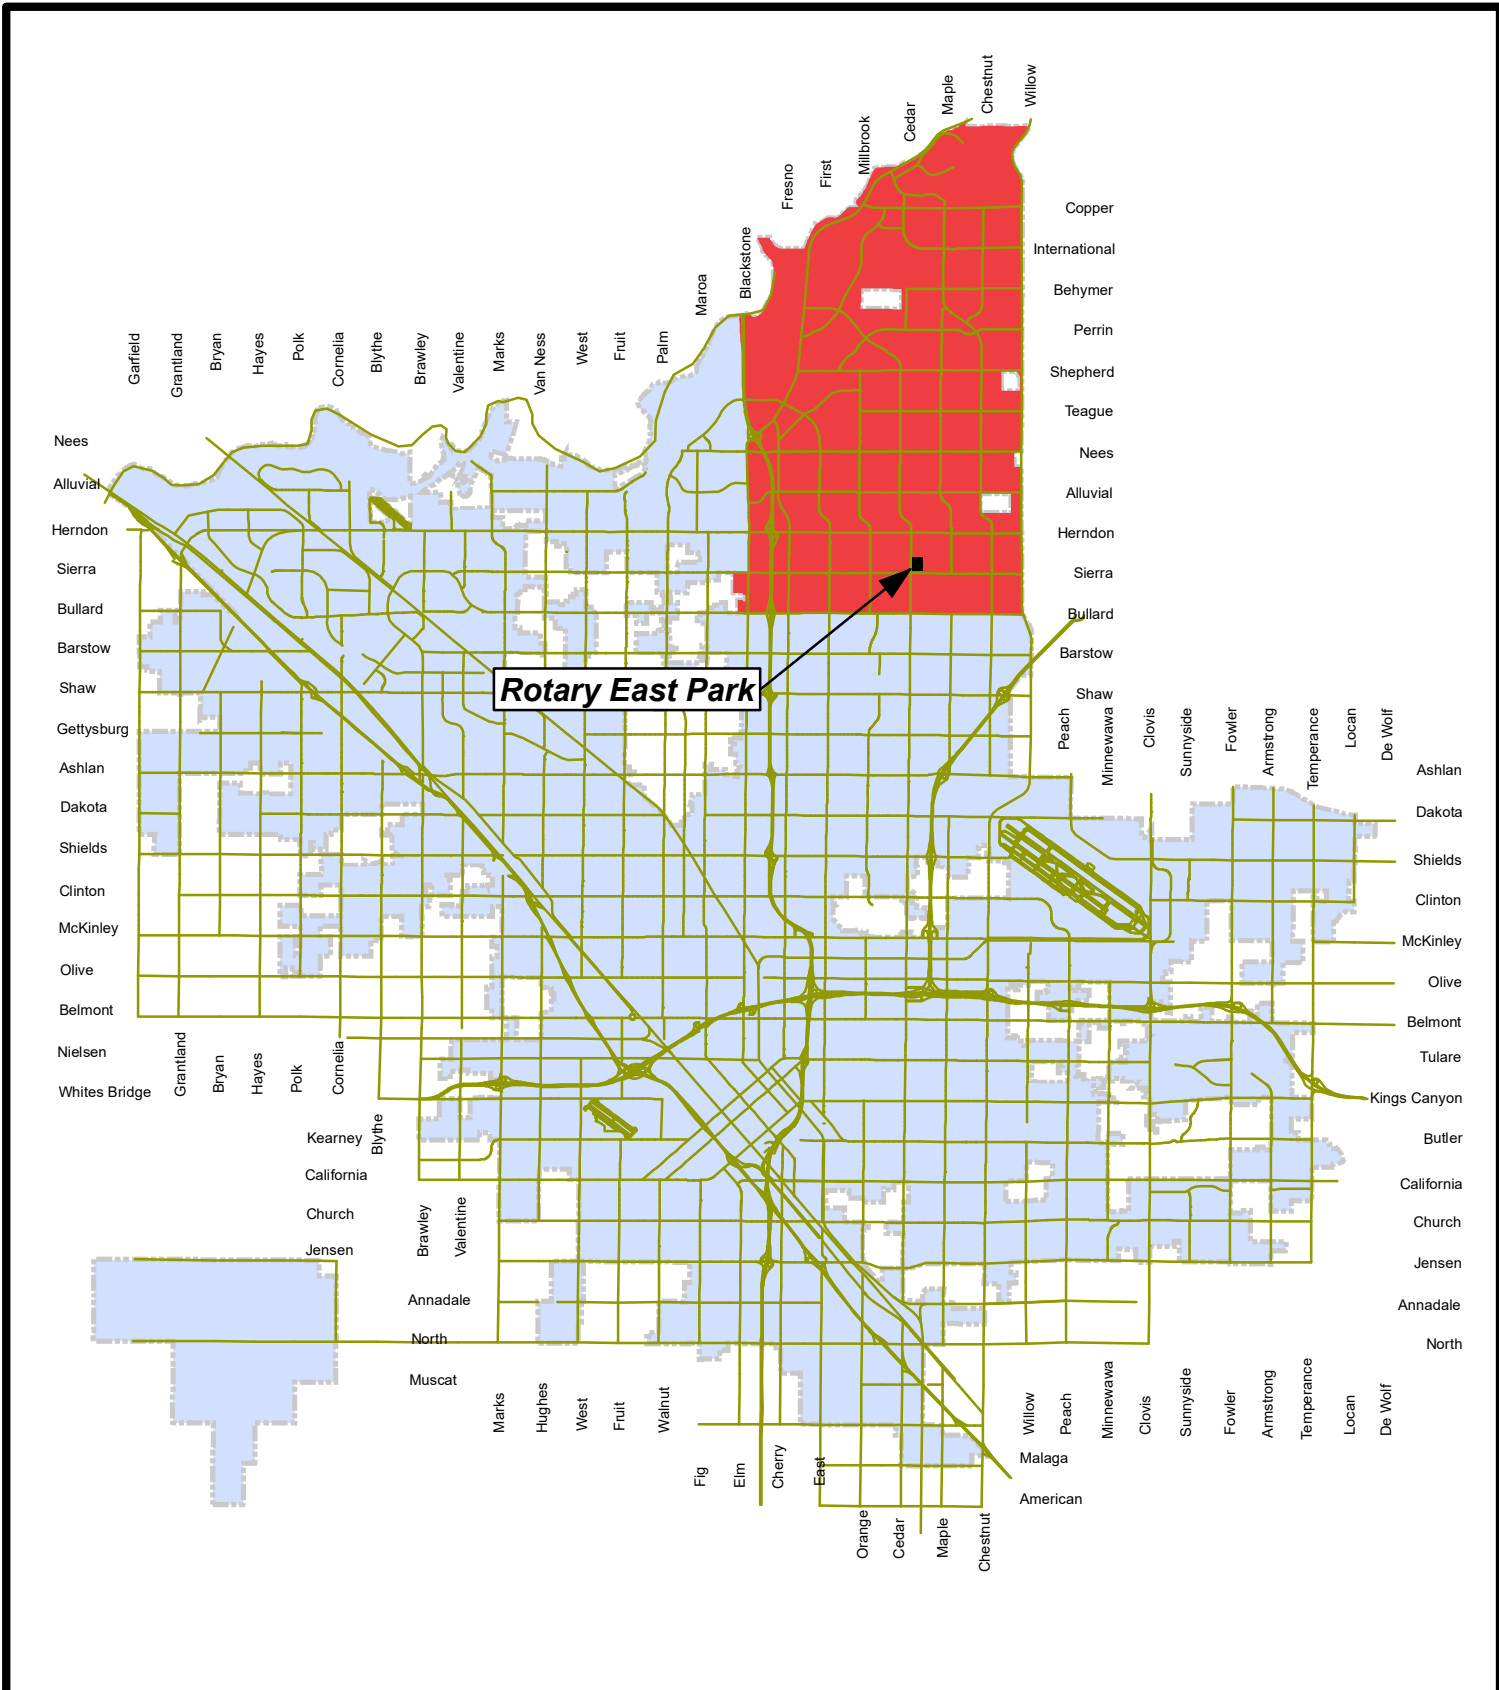 Willow
Chestnut
Maple
Cedar
Millbrook
First
Fresno
Blackstone
Maroa
Palm
Fruit
West
Van Ness
Marks
Valentine
Brawley
Blythe
Cornelia
Polk
Hayes
Bryan
Grantland
Garfield
Copper
International
Behymer
Perrin
Shepherd
Teague
Nees
Alluvial
Herndon
Sierra
Bullard
Barstow
Shaw
Nees
Alluvial
Herndon
Sierra
Bullard
Barstow
Shaw
Gettysburg
Ashlan
Dakota
Shields
Clinton
McKinley
Olive
Belmont
Nielsen
Whites Bridge
Rotary East Park
Peach
Minnewawa
Clovis
Sunnyside
Fowler
Armstrong
Temperance
Locan
De Wolf
Ashlan
Dakota
Shields
Clinton
McKinley
Olive
Belmont
Tulare
Kings Canyon
Butler
California
Church
Jensen
Annadale
North
Grantland
Bryan
Hayes
Polk
Cornelia
Blythe
Kearney
California
Church
Jensen
Brawley
Valentine
Annadale
North
Muscat
Marks
Hughes
West
Fruit
Walnut
Fig
Elm
Cherry
East
Orange
Cedar
Maple
Chestnut
Willow
Peach
Minnewawa
Clovis
Sunnyside
Fowler
Armstrong
Temperance
Locan
De Wolf
Malaga
American